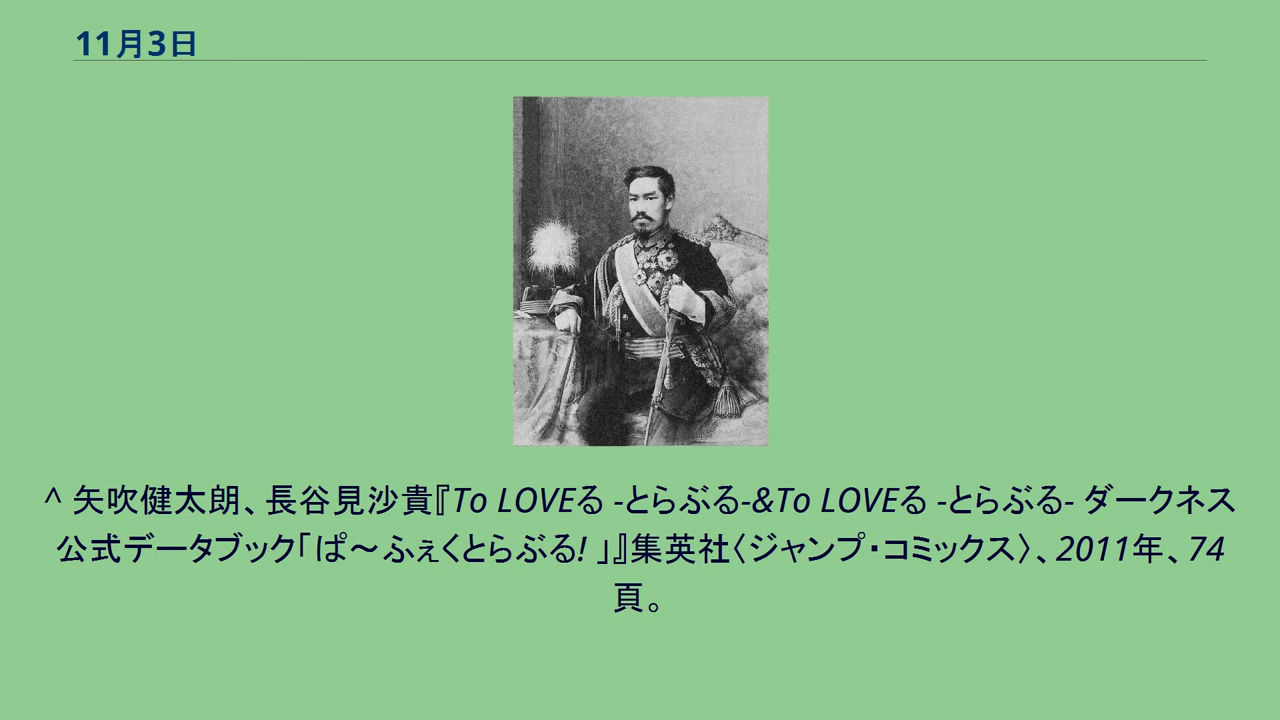 11月3日
^ 矢吹健太朗、長谷見沙貴『To LOVEる -とらぶる-&To LOVEる -とらぶる- ダークネス
公式データブック「ぱ〜ふぇくとらぶる! 」』集英社〈ジャンプ・コミックス〉、2011年、74
頁。